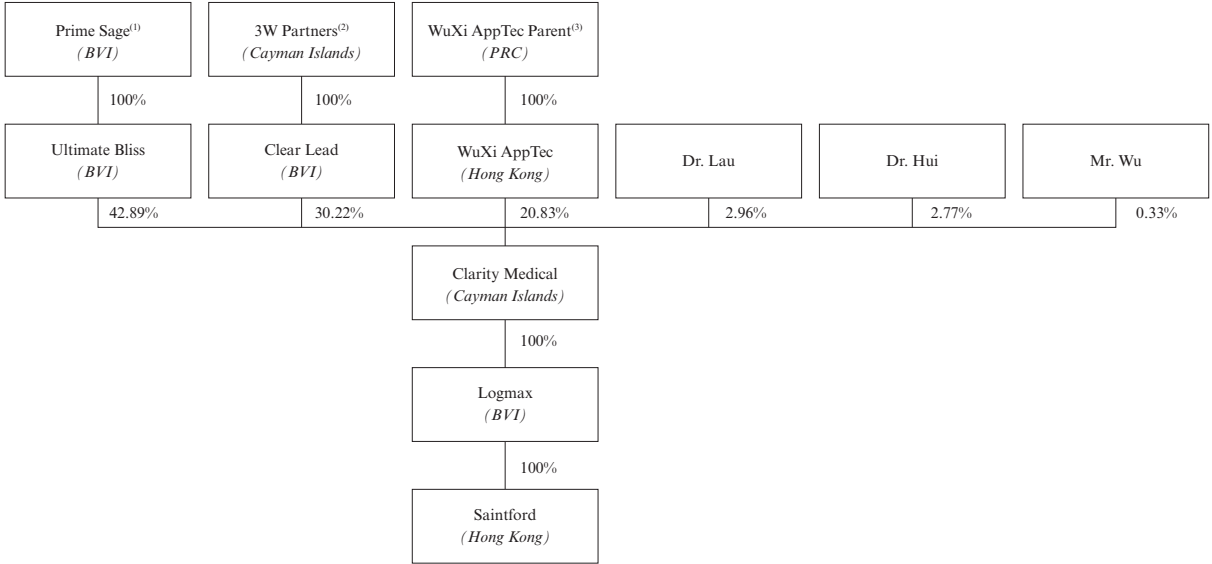 Prime Sage(1)
(BVI)
3W Partners(2)
(Cayman Islands)
WuXi AppTec Parent(3)
(PRC)
100%
100%
100%
Ultimate Bliss
(BVI)
Clear Lead
(BVI)
WuXi AppTec
(Hong Kong)
Dr. Lau
Dr. Hui
Mr. Wu
42.89%
30.22%
20.83%
2.96%
2.77%
0.33%
Clarity Medical
(Cayman Islands)
100%
Logmax
(BVI)
100%
Saintford
(Hong Kong)